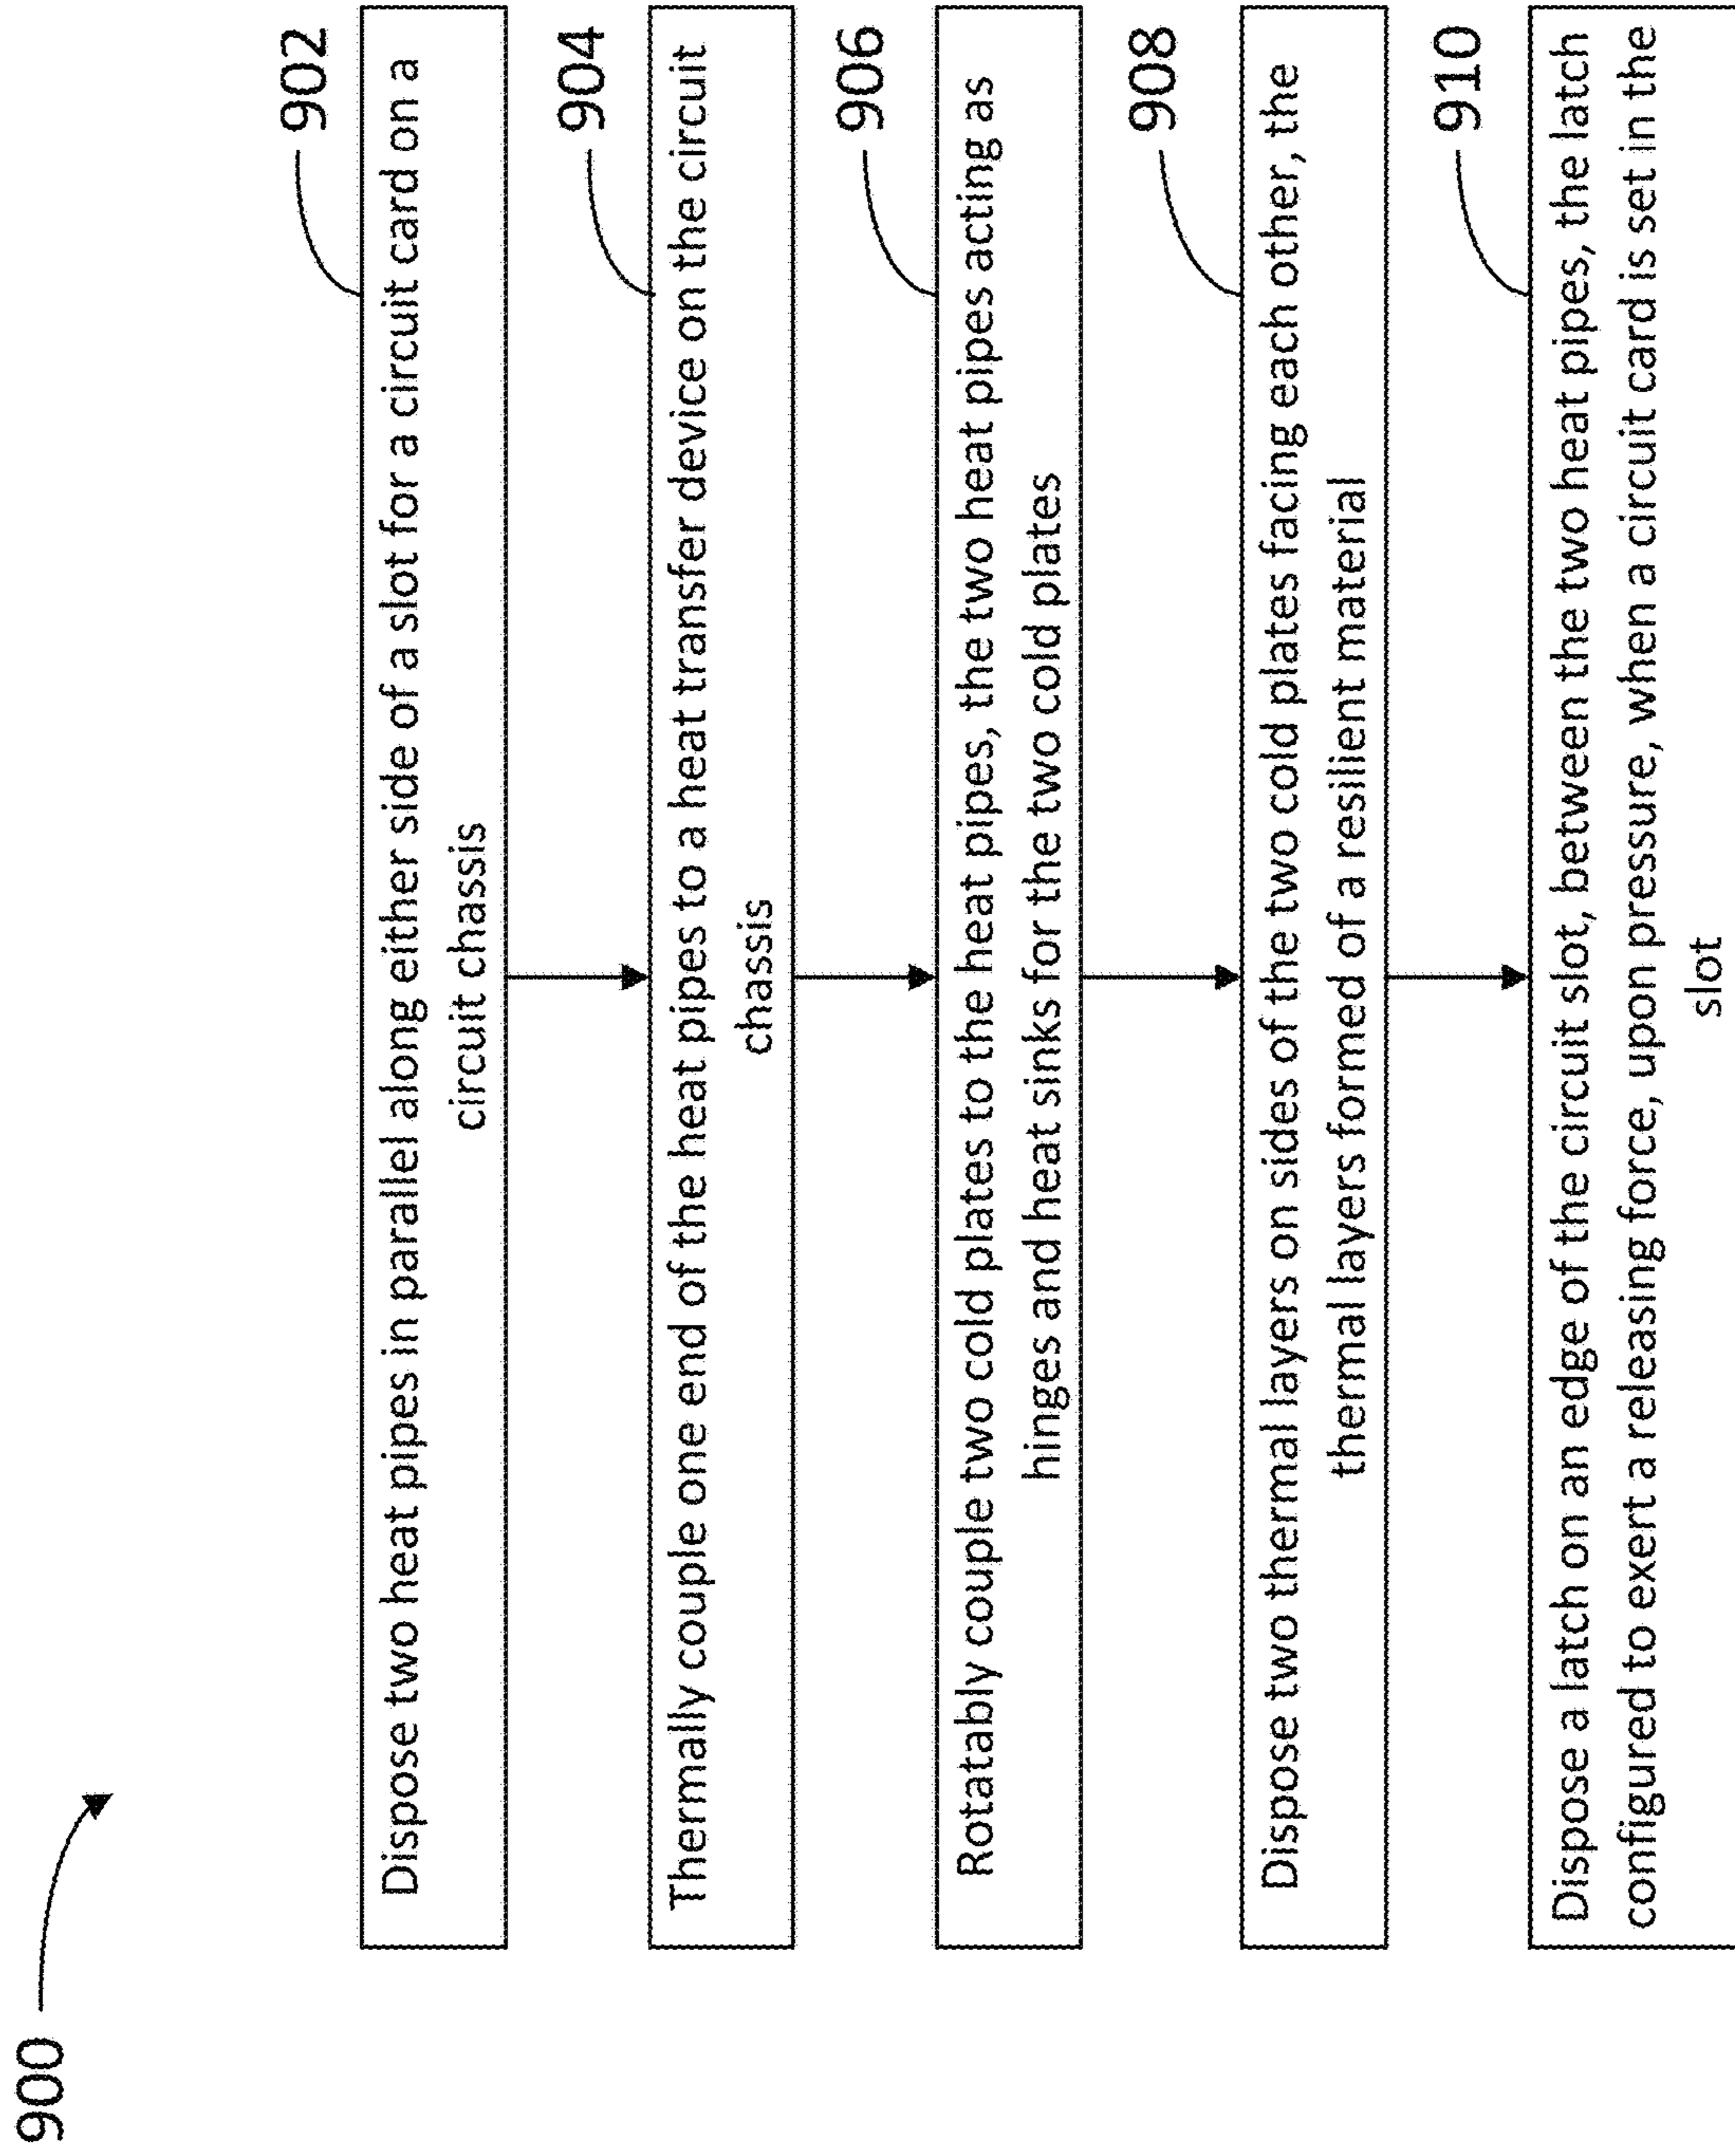 900
902
Dispose two heat pipes in parallel along either side of a slot for a circuit card on a
circuit chassis
904
Thermally couple one end of the heat pipes to a heat transfer device on the circuit
chassis
906
Rotatably couple two cold plates to the heat pipes, the two heat pipes acting as
hinges and heat sinks for the two cold plates
908
Dispose two thermal layers on sides of the two cold plates facing each other, the
thermal layers formed of a resilient material
910
Dispose a latch on an edge of the circuit slot, between the two heat pipes, the latch
configured to exert a releasing force, upon pressure, when a circuit card is set in the
slot